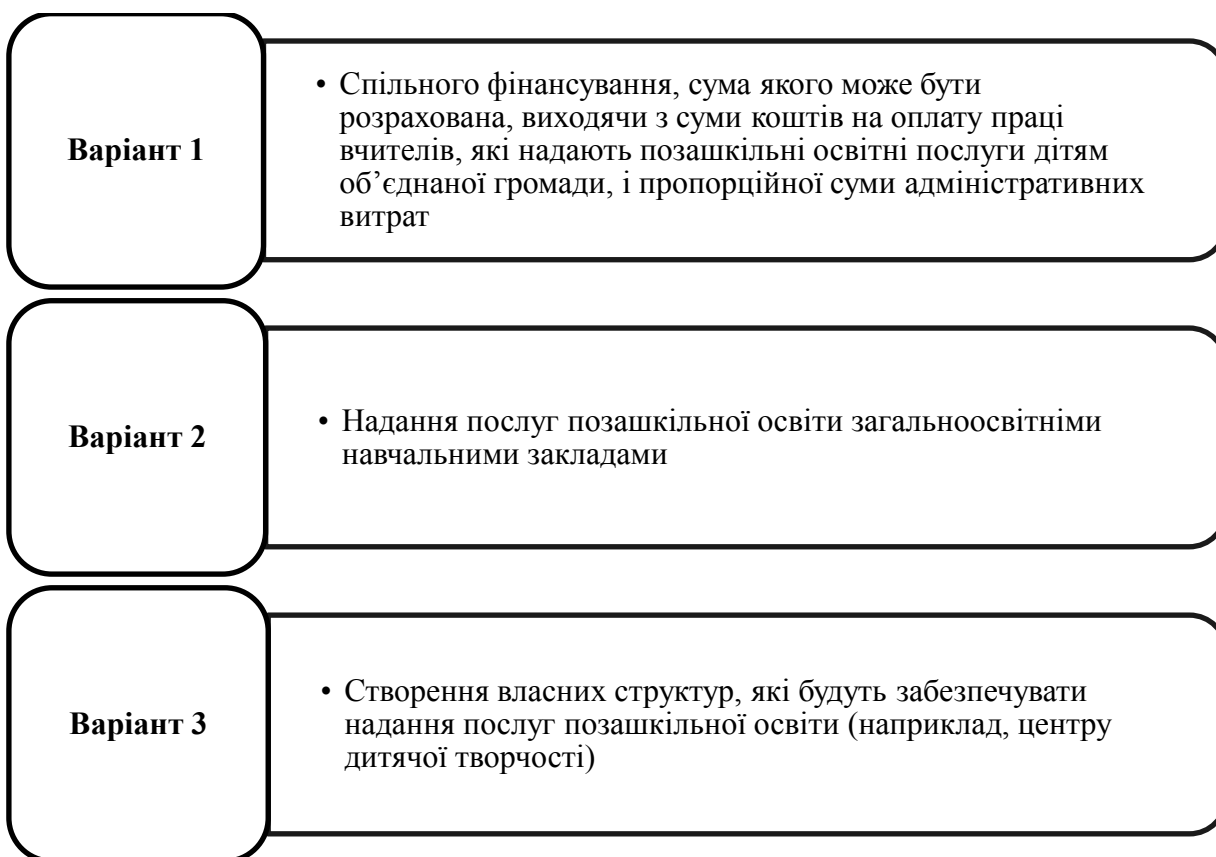 Варіант 1
• Спільного фінансування, сума якого може бути
розрахована, виходячи з суми коштів на оплату праці
вчителів, які надають позашкільні освітні послуги дітям
об’єднаної громади, і пропорційної суми адміністративних
витрат
Варіант 2
• Надання послуг позашкільної освіти загальноосвітніми
навчальними закладами
Варіант 3
• Створення власних структур, які будуть забезпечувати
надання послуг позашкільної освіти (наприклад, центру
дитячої творчості)